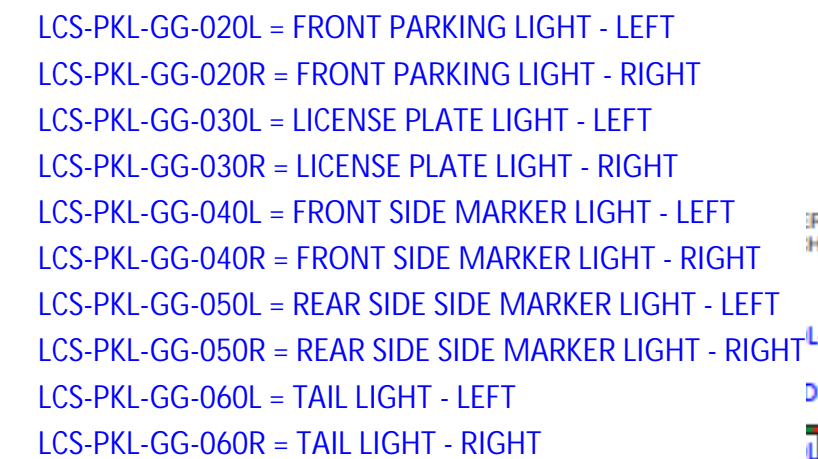 LCS-PKL-GG-020L = FRONT PARKING LIGHT - LEFT
LCS-PKL-GG-020R = FRONT PARKING LIGHT - RIGHT
LCS-PKL-GG-030L = LICENSE PLATE LIGHT - LEFT
LCS-PKL-GG-030R = LICENSE PLATE LIGHT - RIGHT
LCS-PKL-GG-040L = FRONT SIDE MARKER LIGHT - LEFT
LCS-PKL-GG-040R = FRONT SIDE MARKER LIGHT - RIGHT
LCS-PKL-GG-050L = REAR SIDE SIDE MARKER LIGHT - LEFT
LCS-PKL-GG-050R = REAR SIDE SIDE MARKER LIGHT - RIGHT
LCS-PKL-GG-060L = TAIL LIGHT - LEFT
LCS-PKL-GG-060R = TAIL LIGHT - RIGHT